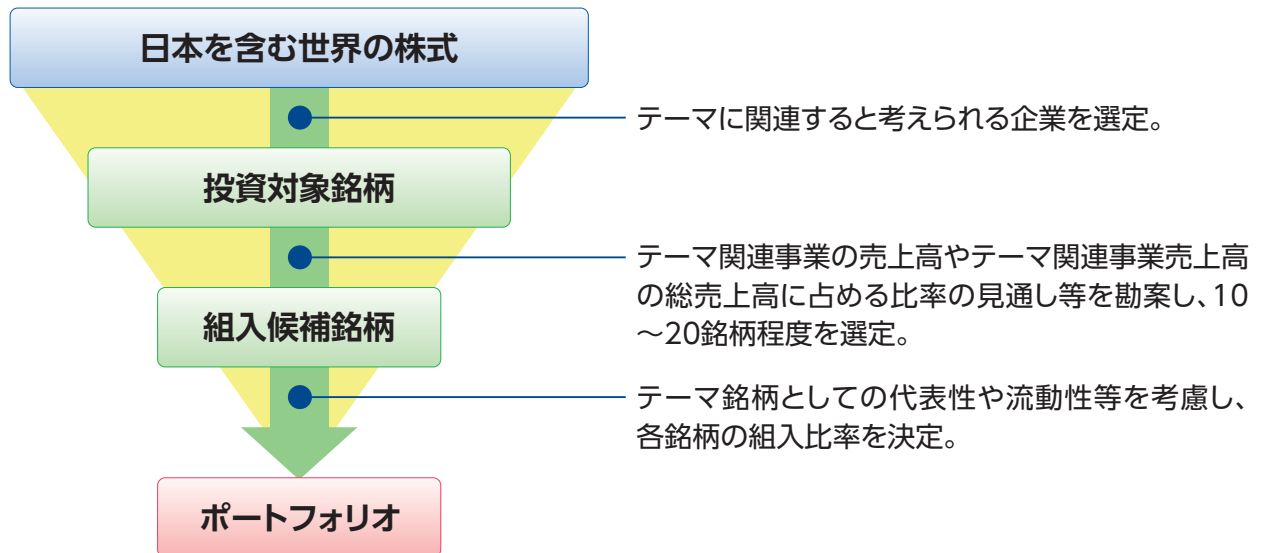 日本を含む世界の株式
テーマに関連すると考えられる企業を選定。
投資対象銘柄
テーマ関連事業の売上高やテーマ関連事業売上高
の総売上高に占める比率の見通し等を勘案し、10
～20銘柄程度を選定。
組入候補銘柄
テーマ銘柄としての代表性や流動性等を考慮し、
各銘柄の組入比率を決定。
ポートフォリオ